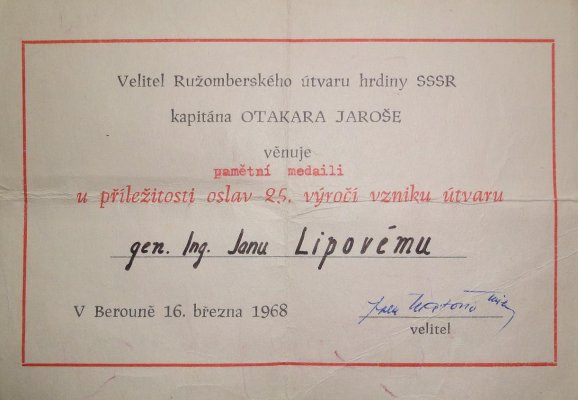 Velitel Ružomberského útvaru hrdiny SSSR
kapitána OTAKARA JAROŠE
věnuje
pamětní medaili
u příležitosti oslav 25. výročí vzniku útvaru
gen. Ing. Janu Lipovému
V Berouně 16. března 1968
velitel